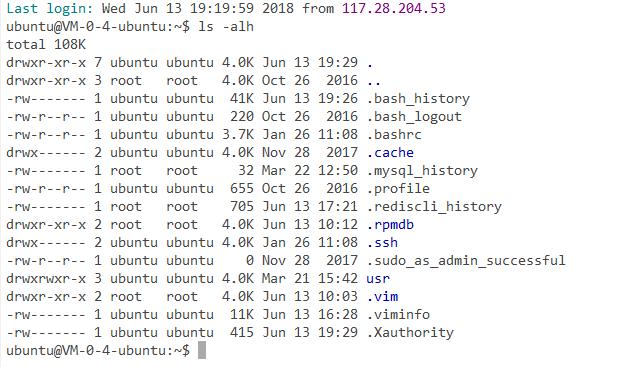 Last login: Wed Jun 13 19:19:59 2018 from 117.28.204.53
ubuntu@VM-0-4-ubuntu:~$ ls -alh
total 108K
drwxr-xr-x 7 ubuntu ubuntu 4.0K Jun 13 19:29 .
drwxr-xr-x 3 root   root   4.0K Oct 26  2016 ..
-rw------- 1 ubuntu ubuntu  41K Jun 13 19:26 .bash_history
-rw-r--r-- 1 ubuntu ubuntu  220 Oct 26  2016 .bash_logout
-rw-r--r-- 1 ubuntu ubuntu 3.7K Jan 26 11:08 .bashrc
drwx------ 2 ubuntu ubuntu 4.0K Nov 28  2017 .cache
-rw------- 1 root   root     32 Mar 22 12:50 .mysql_history
-rw-r--r-- 1 ubuntu ubuntu  655 Oct 26  2016 .profile
-rw------- 1 root   root    705 Jun 13 17:21 .rediscli_history
drwxr-xr-x 2 root   root   4.0K Jun 13 10:12 .rpmdb
drwx------ 2 ubuntu ubuntu 4.0K Jan 26 11:08 .ssh
-rw-r--r-- 1 ubuntu ubuntu    0 Nov 28  2017 .sudo_as_admin_successful
drwxrwxr-x 3 ubuntu ubuntu 4.0K Mar 21 15:42 usr
drwxr-xr-x 2 root   root   4.0K Jun 13 10:03 .vim
-rw------- 1 ubuntu ubuntu  11K Jun 13 16:28 .viminfo
-rw------- 1 ubuntu ubuntu  415 Jun 13 19:29 .Xauthority
ubuntu@VM-0-4-ubuntu:~$